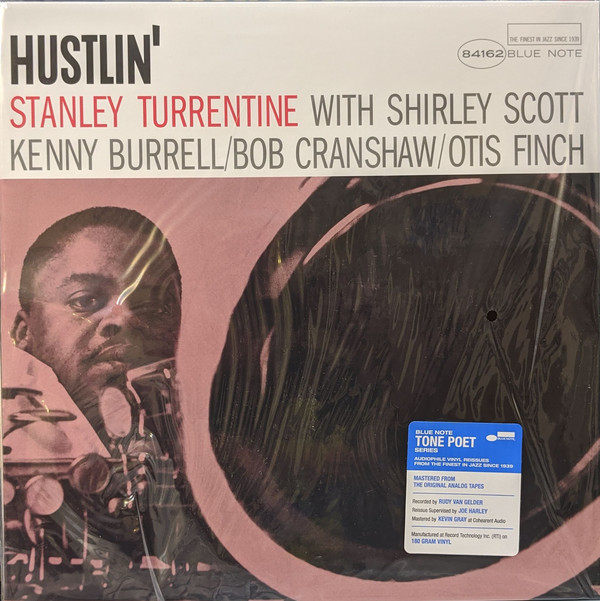 HUSTLIN'
THE FINEST IN JAZZ SINCE 1939
84162 BLUE NOTE
STANLEY TURRENTINE WITH SHIRLEY SCOTT
KENNY BURRELL/BOB CRANSHAW/OTIS FINCH
BLUE NOTE
TONE POET
SERIES
BLUE NOTE
AUDIOPHILE VINYL REISSUES
FROM THE FINEST IN JAZZ SINCE 1939
MASTERED FROM
THE ORIGINAL ANALOG TAPES
Recorded by RUDY VAN GELDER
Reissue Supervised by JOE HARLEY
Mastered by KEVIN GRAY at Cohearent Audio
Manufactured at Record Technology Inc. (RTI) on
180 GRAM VINYL